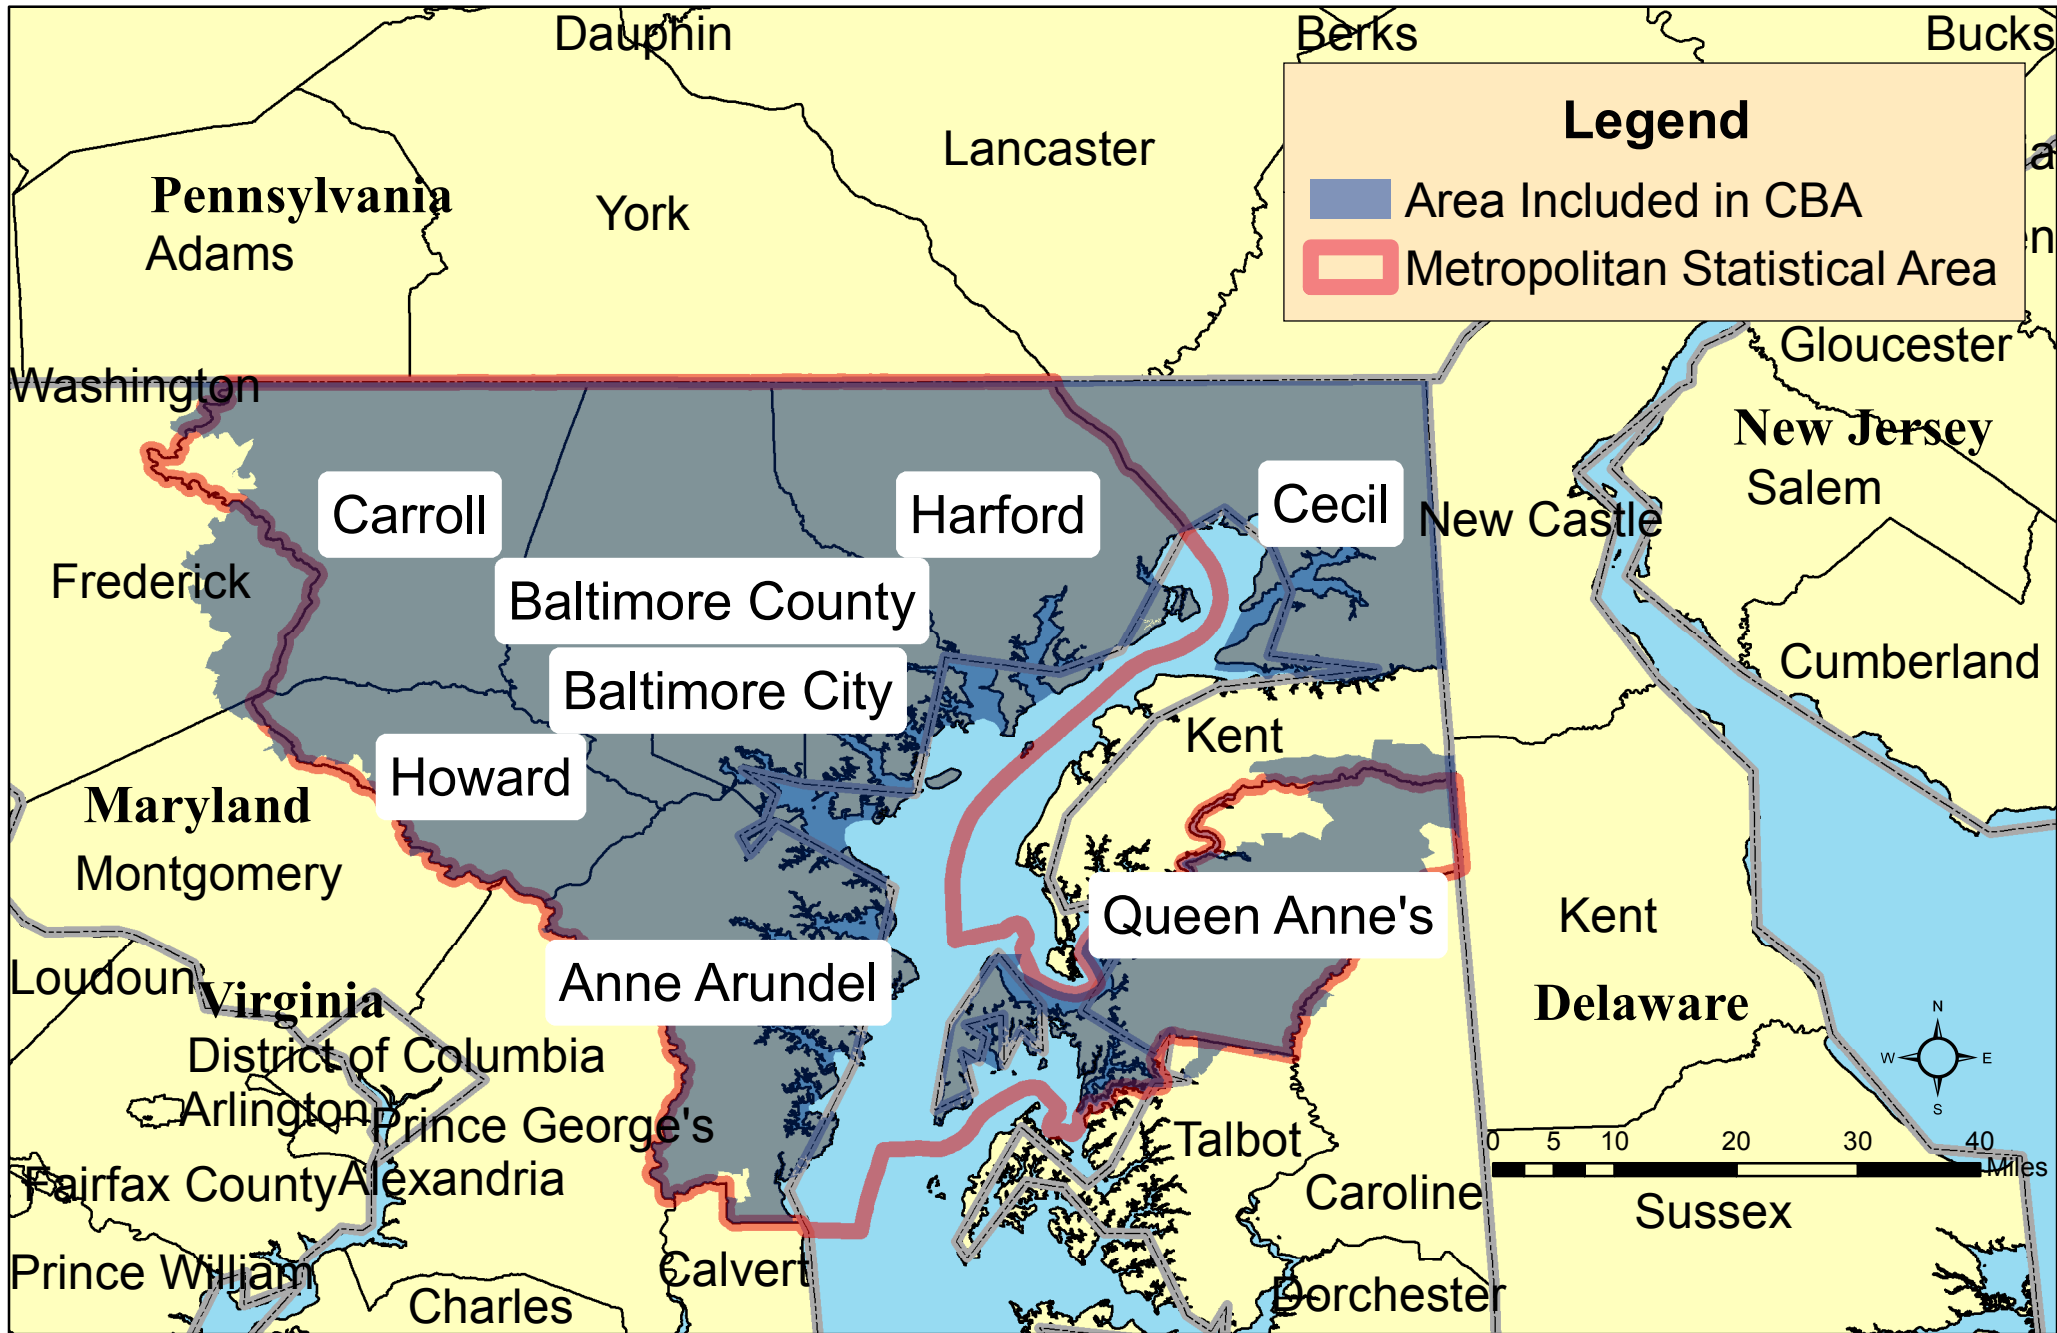 Dauphin
Berks
Bucks
Legend
Area Included in CBA
Metropolitan Statistical Area
Lancaster
Pennsylvania
York
Adams
Gloucester
Washington
New Jersey
Salem
Carroll
Harford
Cecil
New Castle
Frederick
Baltimore County
Baltimore City
Cumberland
Kent
Howard
Maryland
Montgomery
Queen Anne's
Kent
Loudoun
Anne Arundel
Virginia
Delaware
N
W E
S
District of Columbia
Arlington
Prince George's
Talbot
0 5 10 20 30 40
Miles
Fairfax County
Alexandria
Caroline
Sussex
Prince William
Calvert
Charles
Dorchester